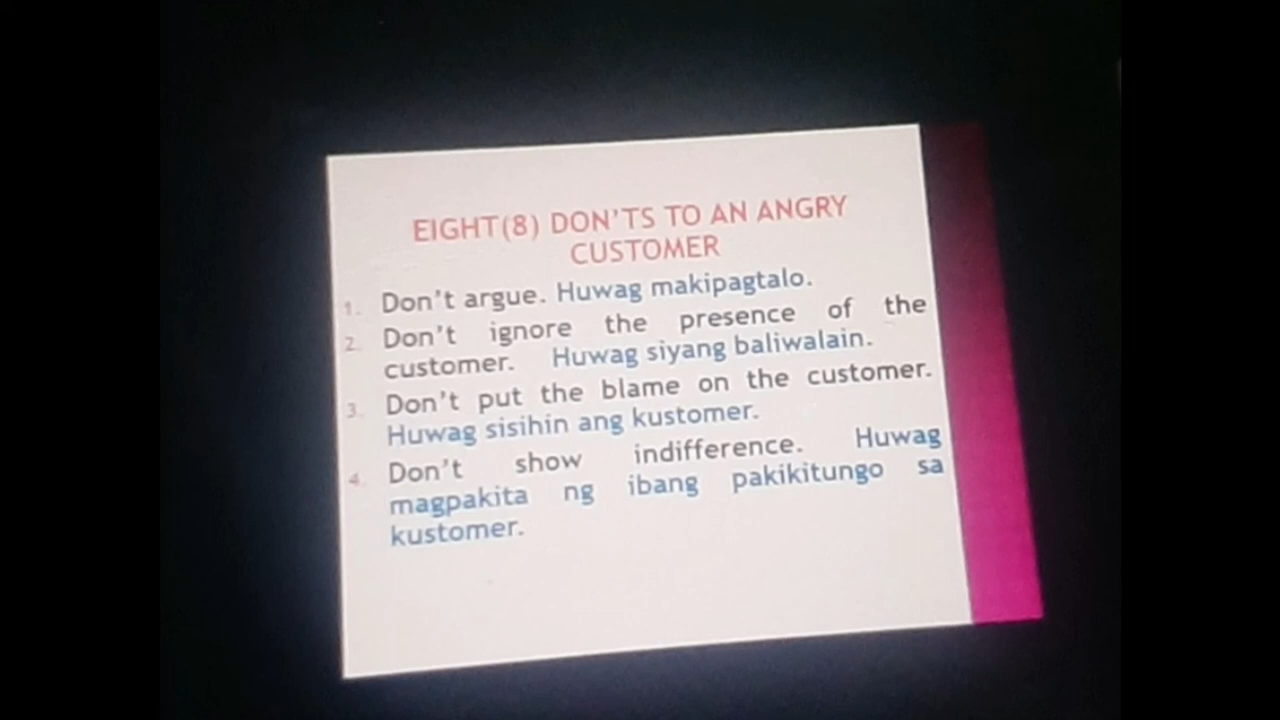 EIGHT(8) DON'TS TO AN ANGRY
CUSTOMER
1. Don't argue. Huwag makipagtalo.
2. Don't ignore the presence of the
customer. Huwag siyang baliwalain.
3. Don't put the blame on the customer.
Huwag sisihin ang kustomer.
4. Don't show indifference. Huwag
magpakita ng ibang pakikitungo sa
kustomer.